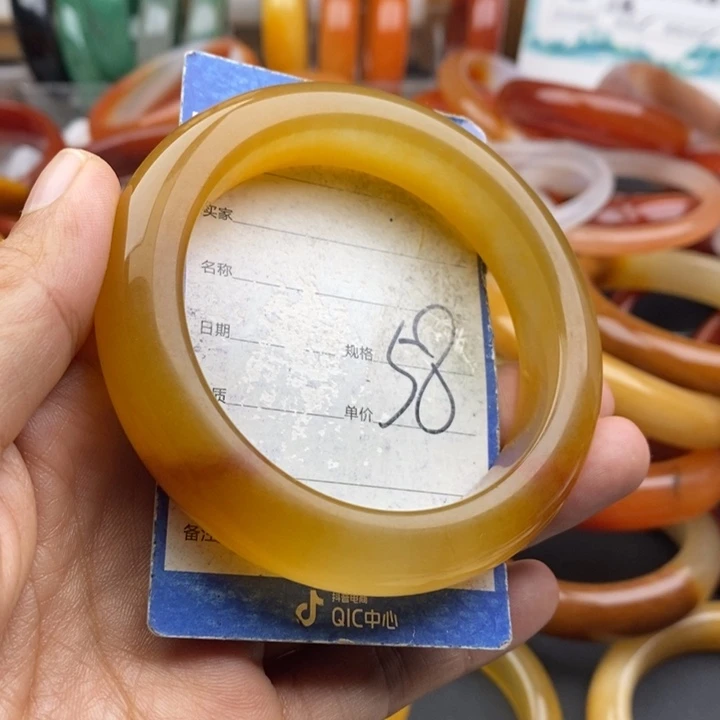 买家
名称
日期 规格 58
质 单价
备注
抖音电商
QIC中心